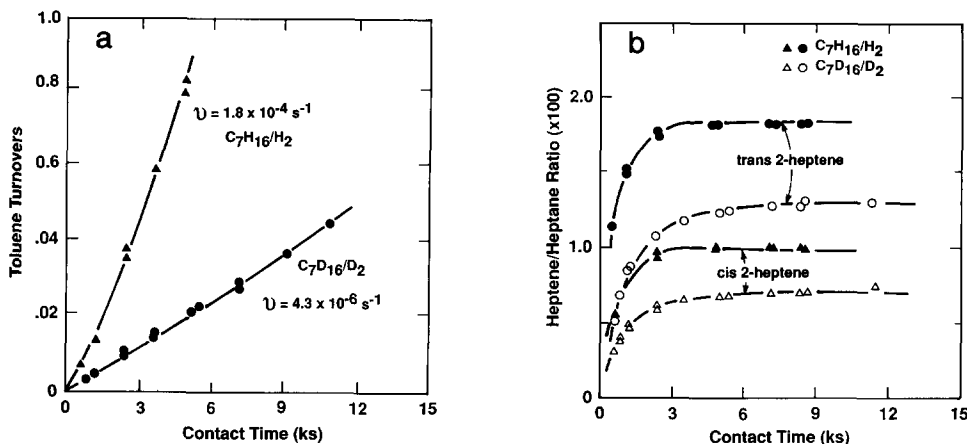 a
1.0
0.8
0.6
.04
.02
0
Toluene Turnovers
υ = 1.8 x 10⁻⁴ s⁻¹
C₇H₁₆/H₂
C₇D₁₆/D₂
υ = 4.3 x 10⁻⁶ s⁻¹
0 3 6 9 12 15
Contact Time (ks)
b
C₇H₁₆/H₂
C₇D₁₆/D₂
Heptene/Heptane Ratio (x100)
2.0
trans 2-heptene
1.0
cis 2-heptene
0
0 3 6 9 12 15
Contact Time (ks)